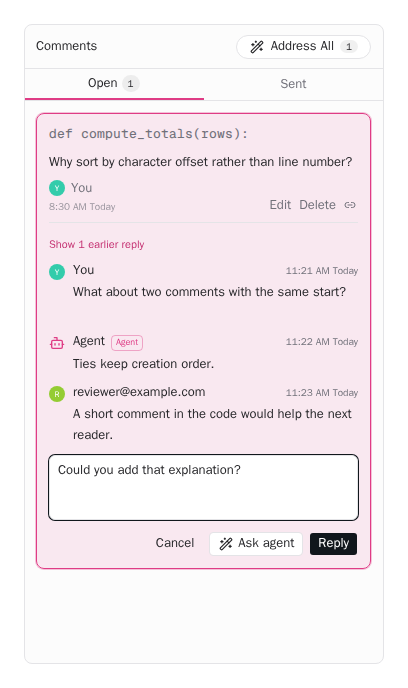 Comments
Address All 1
Open 1
Sent
def compute_totals(rows):
Why sort by character offset rather than line number?
Y You
8:30 AM Today
Edit Delete
Show 1 earlier reply
Y You 11:21 AM Today
What about two comments with the same start?
Agent Agent 11:22 AM Today
Ties keep creation order.
R reviewer@example.com 11:23 AM Today
A short comment in the code would help the next
reader.
Could you add that explanation?
Cancel Ask agent Reply